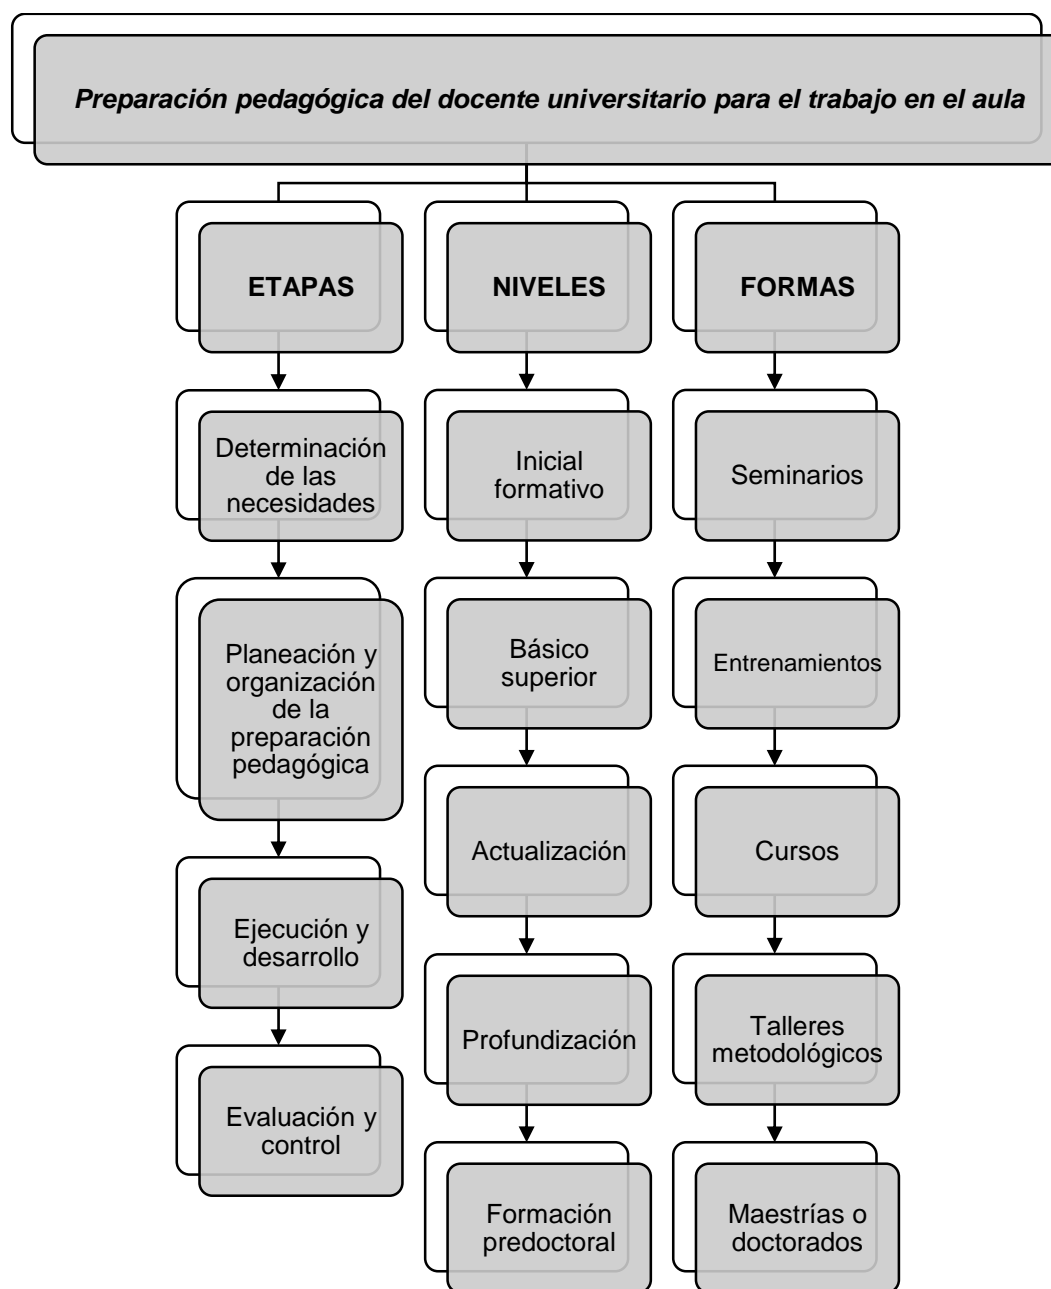 Preparación pedagógica del docente universitario para el trabajo en el aula
ETAPAS
NIVELES
FORMAS
Determinación
de las
necesidades
Inicial
formativo
Seminarios
Planeación y
organización
de la
preparación
pedagógica
Básico
superior
Entrenamientos
Ejecución y
desarrollo
Actualización
Cursos
Evaluación y
control
Profundización
Talleres
metodológicos
Formación
predoctoral
Maestrías o
doctorados